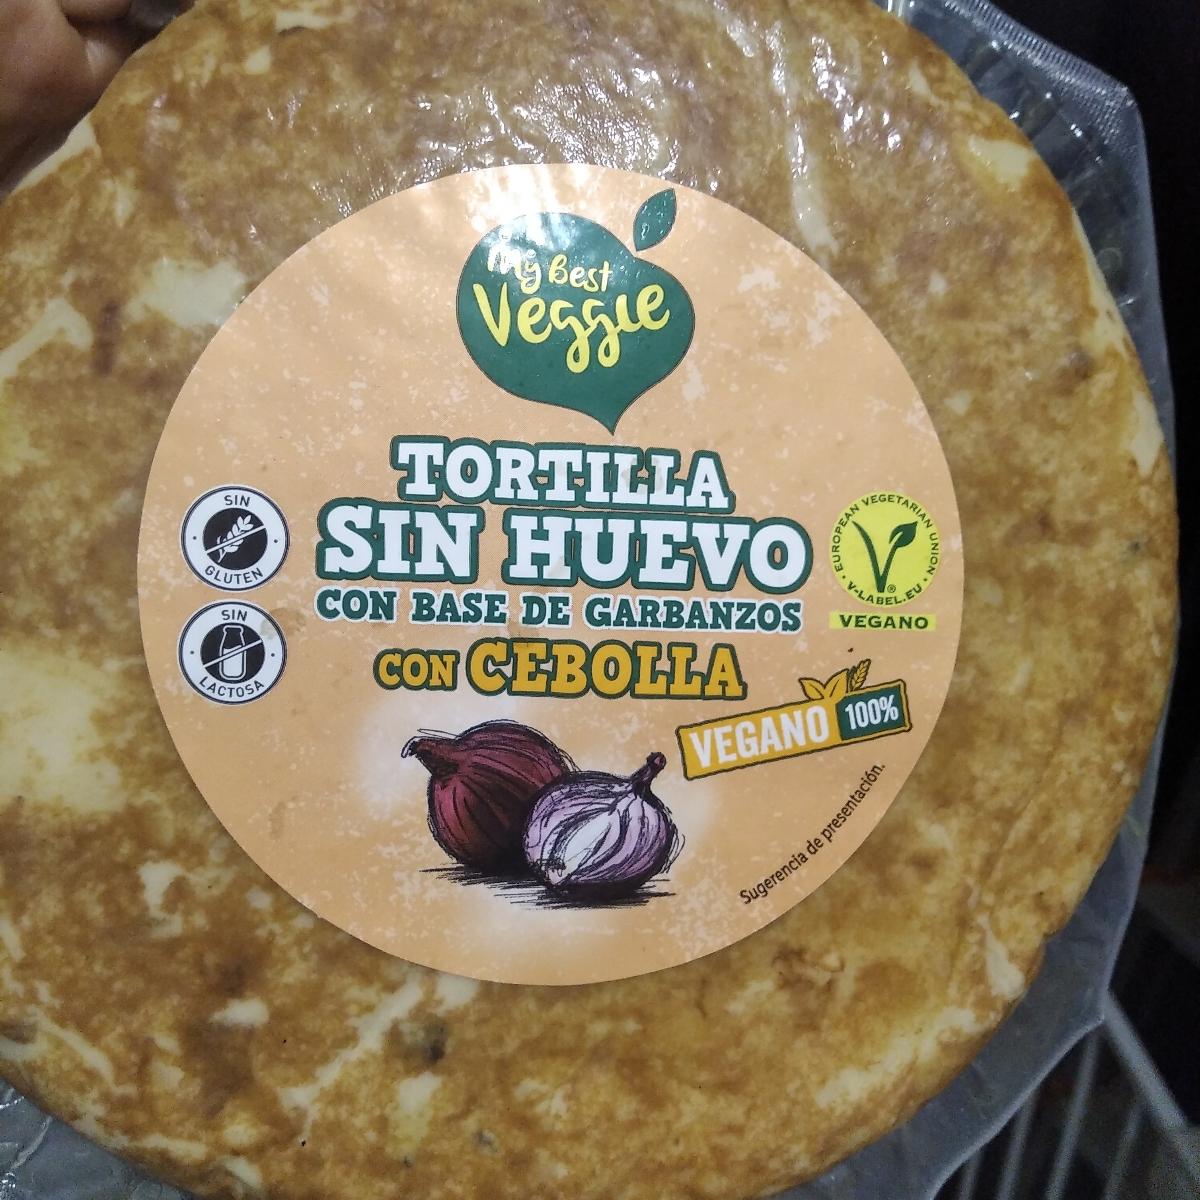 My Best
Veggie
TORTILLA
SIN HUEVO
CON BASE DE GARBANZOS
CON CEBOLLA
SIN
GLUTEN
SIN
LACTOSA
EUROPEAN VEGETARIAN UNION
V-LABEL.EU
®
VEGANO
VEGANO 100%
Sugerencia de presentación.